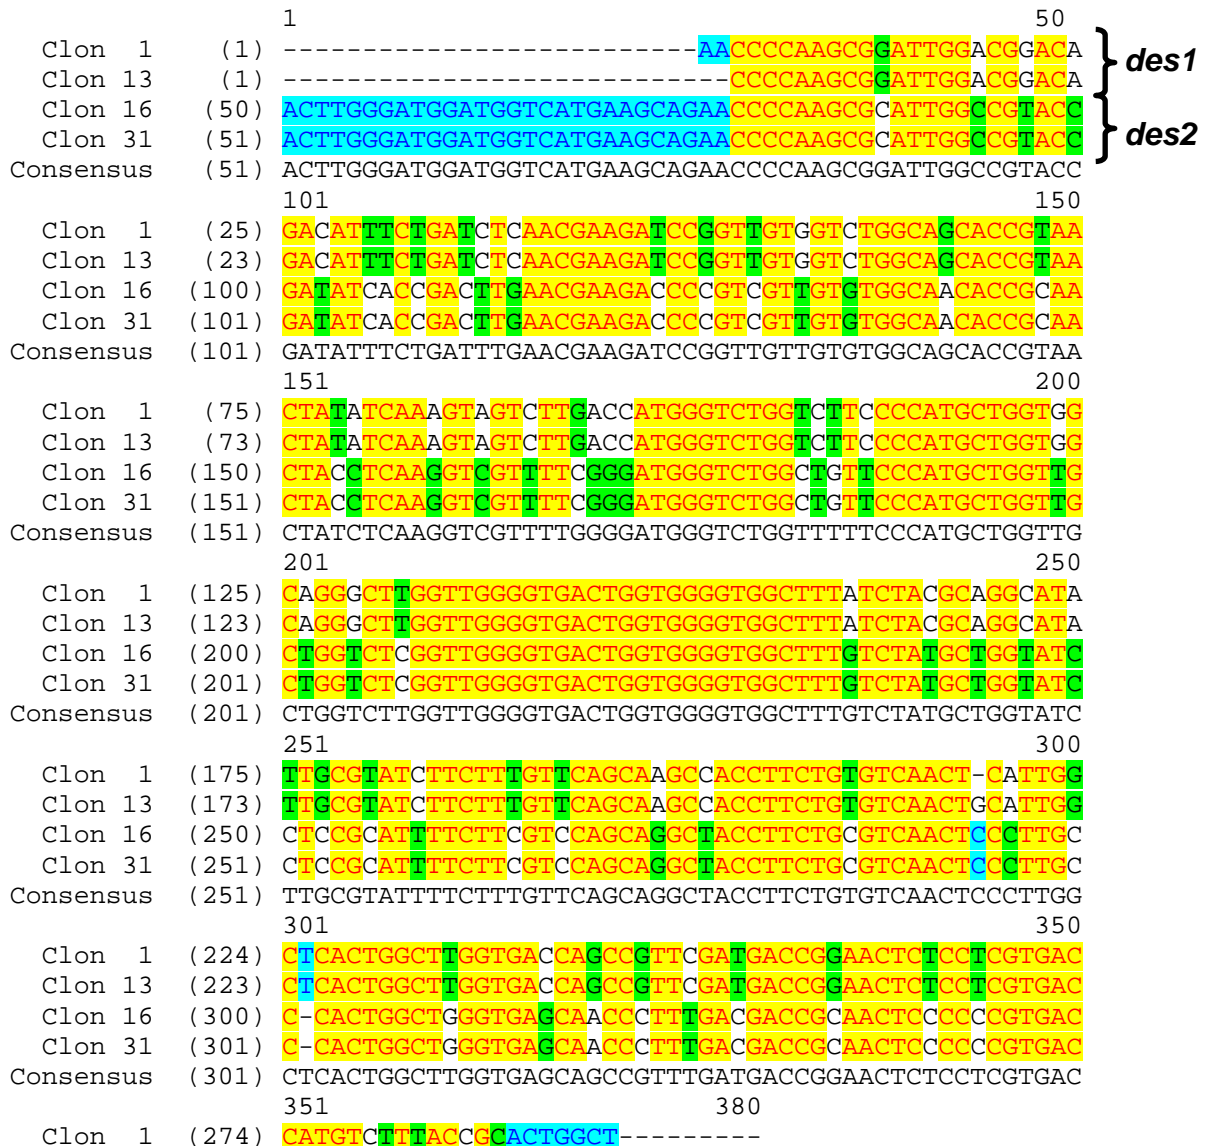 1 50
Clon 1 (1) --------------------------AACCCCAAGCGGATTGGACGGACA
Clon 13 (1) ----------------------------CCCCAAGCGGATTGGACGGACA
des1
Clon 16 (50) ACTTGGGATGGATGGTCATGAAGCAGAACCCCAAGCGCATTGGCCGTACC
Clon 31 (51) ACTTGGGATGGATGGTCATGAAGCAGAACCCCAAGCGCATTGGCCGTACC
des2
Consensus (51) ACTTGGGATGGATGGTCATGAAGCAGAACCCCAAGCGGATTGGCCGTACC
101 150
Clon 1 (25) GACATTTCTGATCTCAACGAAGATCCGGTTGTGGTCTGGCAGCACCGTAA
Clon 13 (23) GACATTTCTGATCTCAACGAAGATCCGGTTGTGGTCTGGCAGCACCGTAA
Clon 16 (100) GATATCACCGACTTGAACGAAGACCCCGTCGTTGTGTGGCAACACCGCAA
Clon 31 (101) GATATCACCGACTTGAACGAAGACCCCGTCGTTGTGTGGCAACACCGCAA
Consensus (101) GATATTTCTGATTTGAACGAAGATCCGGTTGTTGTGTGGCAGCACCGTAA
151 200
Clon 1 (75) CTATATCAAAGTAGTCTTGACCATGGGTCTGGTCTTCCCCATGCTGGTGG
Clon 13 (73) CTATATCAAAGTAGTCTTGACCATGGGTCTGGTCTTCCCCATGCTGGTGG
Clon 16 (150) CTACCTCAAGGTCGTTTTCGGGATGGGTCTGGCTGTTCCCATGCTGGTTG
Clon 31 (151) CTACCTCAAGGTCGTTTTCGGGATGGGTCTGGCTGTTCCCATGCTGGTTG
Consensus (151) CTATCTCAAGGTCGTTTTGGGGATGGGTCTGGTTTTTCCCATGCTGGTTG
201 250
Clon 1 (125) CAGGGCTTGGTTGGGGTGACTGGTGGGGTGGCTTTATCTACGCAGGCATA
Clon 13 (123) CAGGGCTTGGTTGGGGTGACTGGTGGGGTGGCTTTATCTACGCAGGCATA
Clon 16 (200) CTGGTCTCGGTTGGGGTGACTGGTGGGGTGGCTTTGTCTATGCTGGTATC
Clon 31 (201) CTGGTCTCGGTTGGGGTGACTGGTGGGGTGGCTTTGTCTATGCTGGTATC
Consensus (201) CTGGTCTTGGTTGGGGTGACTGGTGGGGTGGCTTTGTCTATGCTGGTATC
251 300
Clon 1 (175) TTGCGTATCTTCTTTGTTCAGCAAGCCACCTTCTGTGTCAACT-CATTGG
Clon 13 (173) TTGCGTATCTTCTTTGTTCAGCAAGCCACCTTCTGTGTCAACTGCATTGG
Clon 16 (250) CTCCGCATTTTCTTCGTCCAGCAGGCTACCTTCTGCGTCAACTCCCTTGC
Clon 31 (251) CTCCGCATTTTCTTCGTCCAGCAGGCTACCTTCTGCGTCAACTCCCTTGC
Consensus (251) TTGCGTATTTTCTTTGTTCAGCAGGCTACCTTCTGTGTCAACTCCCTTGG
301 350
Clon 1 (224) CTCACTGGCTTGGTGACCAGCCGTTCGATGACCGGAACTCTCCTCGTGAC
Clon 13 (223) CTCACTGGCTTGGTGACCAGCCGTTCGATGACCGGAACTCTCCTCGTGAC
Clon 16 (300) C-CACTGGCTGGGTGAGCAACCCTTTGACGACCGCAACTCCCCCCGTGAC
Clon 31 (301) C-CACTGGCTGGGTGAGCAACCCTTTGACGACCGCAACTCCCCCCGTGAC
Consensus (301) CTCACTGGCTTGGTGAGCAGCCGTTTGATGACCGGAACTCTCCTCGTGAC
351 380
Clon 1 (274) CATGTCTTTACCGCACTGGCT---------